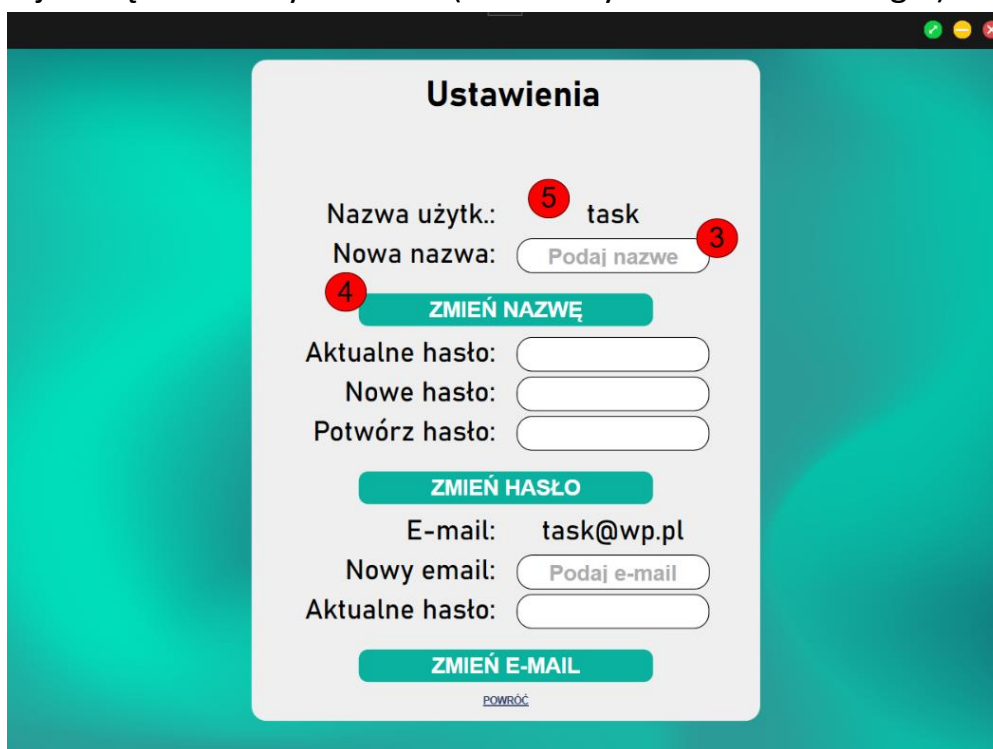 Ustawienia
5
Nazwa użytk.: task
3
Nowa nazwa: Podaj nazwe
4
ZMIEŃ NAZWĘ
Aktualne hasło:
Nowe hasło:
Potwórz hasło:
ZMIEŃ HASŁO
E-mail: task@wp.pl
Nowy email: Podaj e-mail
Aktualne hasło:
ZMIEŃ E-MAIL
POWRÓĆ